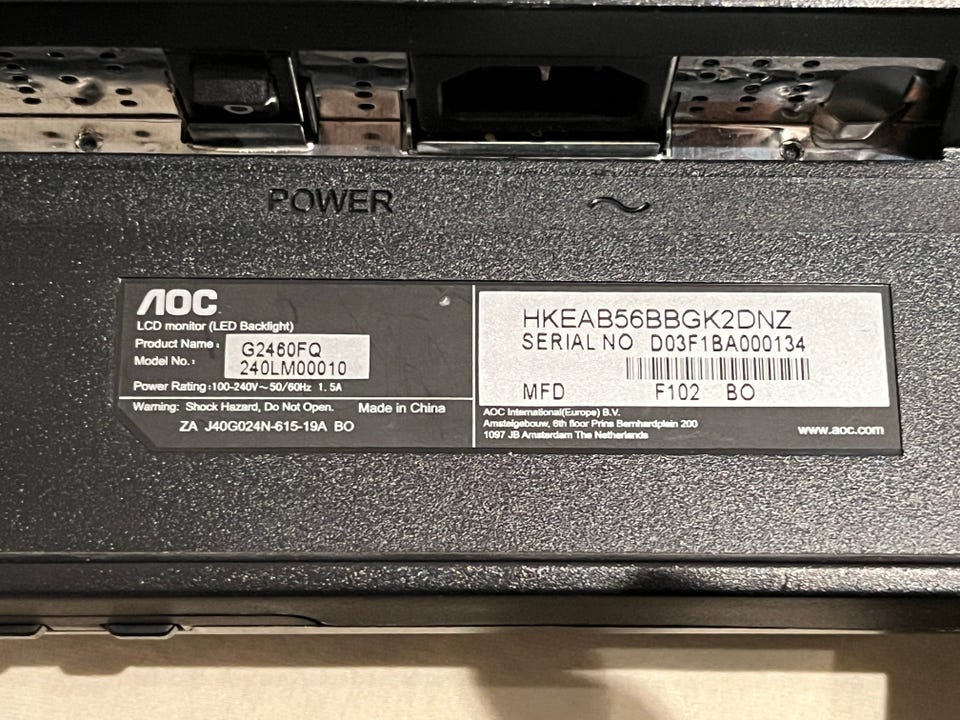 POWER
AOC
LCD monitor (LED Backlight)
Product Name : G2460FQ
Model No. : 240LM00010
Power Rating : 100-240V~50/60Hz 1.5A
Warning: Shock Hazard, Do Not Open. Made in China
ZA J40G024N-615-19A BO
HKEAB56BBGK2DNZ
SERIAL NO D03F1BA000134
MFD F102 BO
AOC International(Europe) B.V.
Amsteigebouw, 6th floor Prins Bernhardplein 200
1097 JB Amsterdam The Netherlands
www.aoc.com